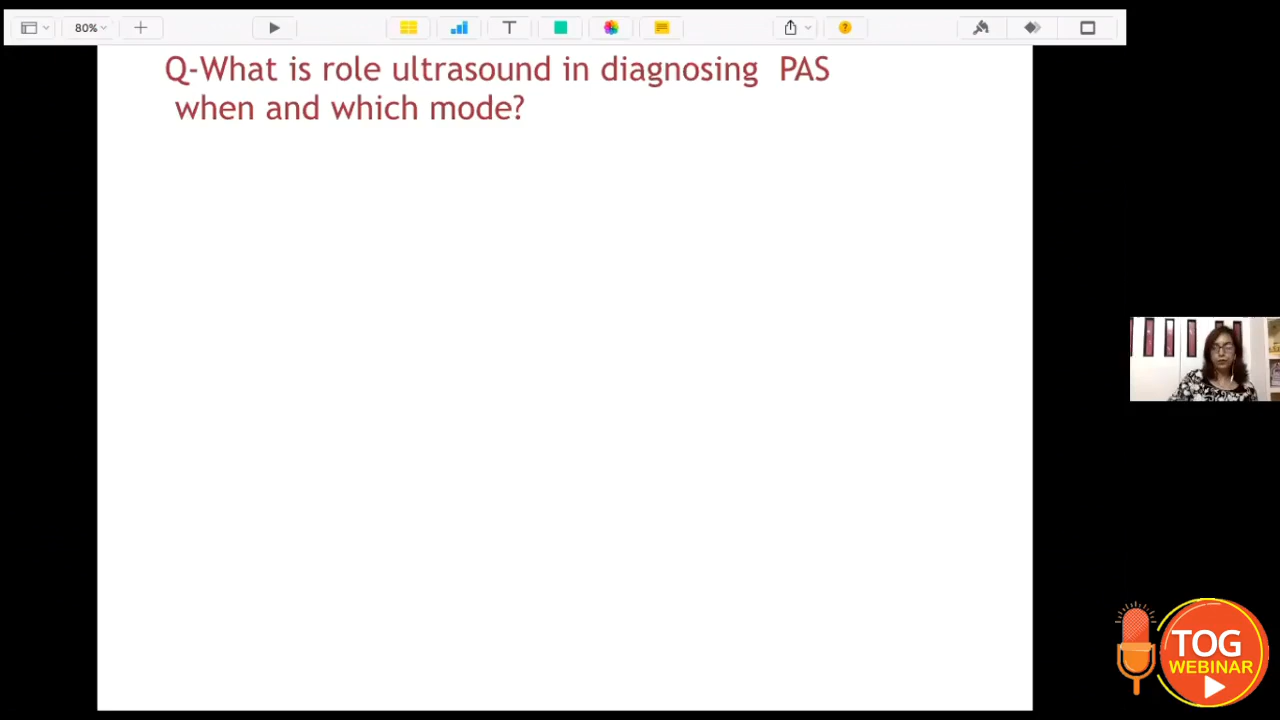 80%
Q-What is role ultrasound in diagnosing PAS
when and which mode?
TOG
WEBINAR